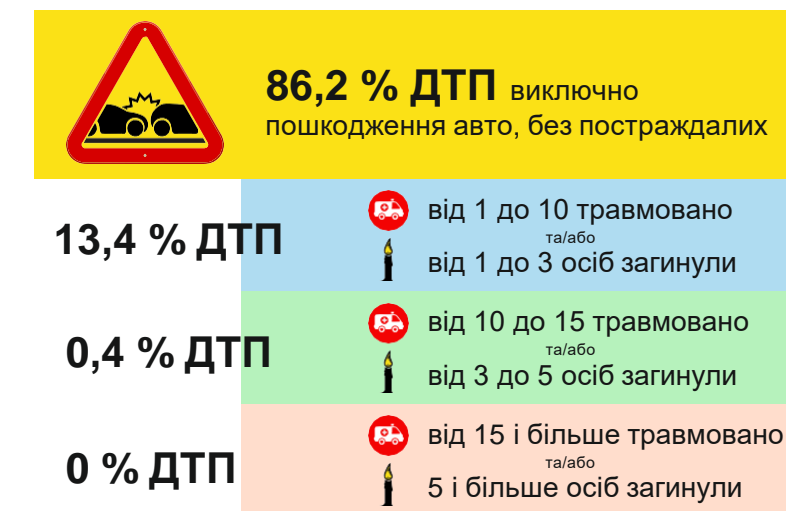 86,2 % ДТП виключно
пошкодження авто, без постраждалих
13,4 % ДТП
від 1 до 10 травмовано
та/або
від 1 до 3 осіб загинули
0,4 % ДТП
від 10 до 15 травмовано
та/або
від 3 до 5 осіб загинули
0 % ДТП
від 15 і більше травмовано
та/або
5 і більше осіб загинули